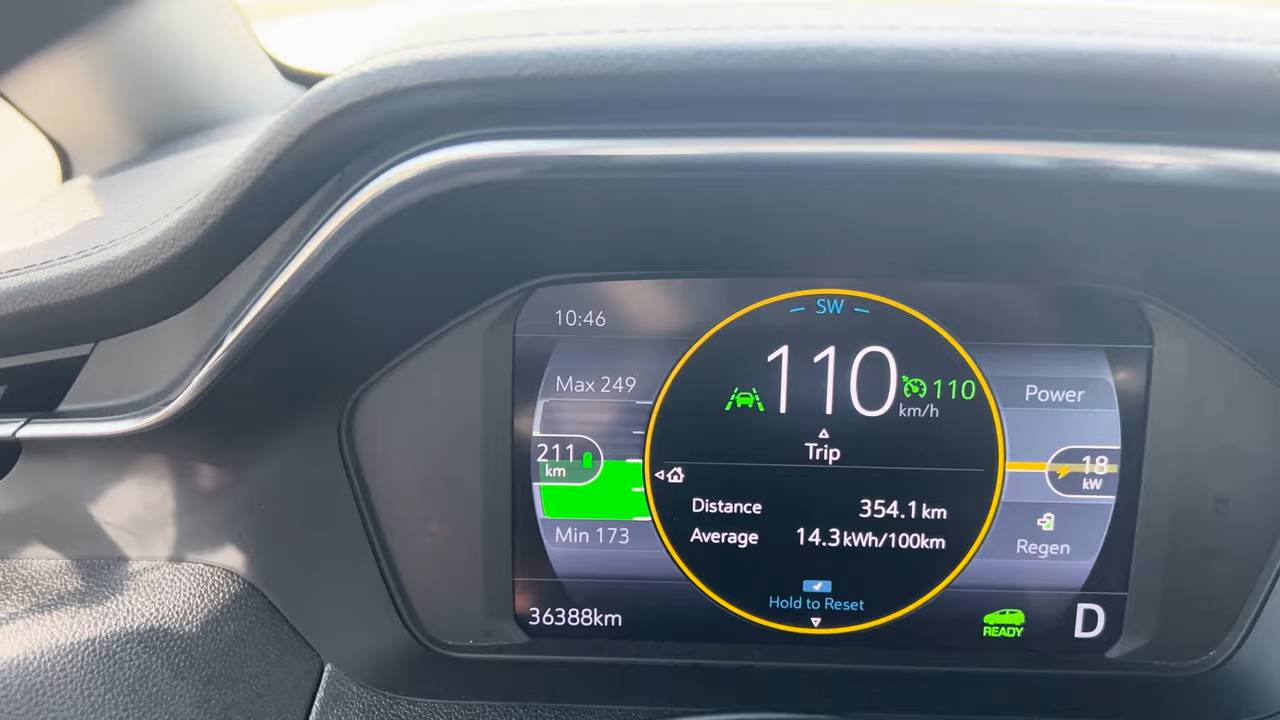 SW
10:46
110
110
km/h
Max 249
Power
Trip
211
km
18
kW
Distance 354.1 km
Average 14.3 kWh/100km
Min 173
Regen
Hold to Reset
36388km
READY
D